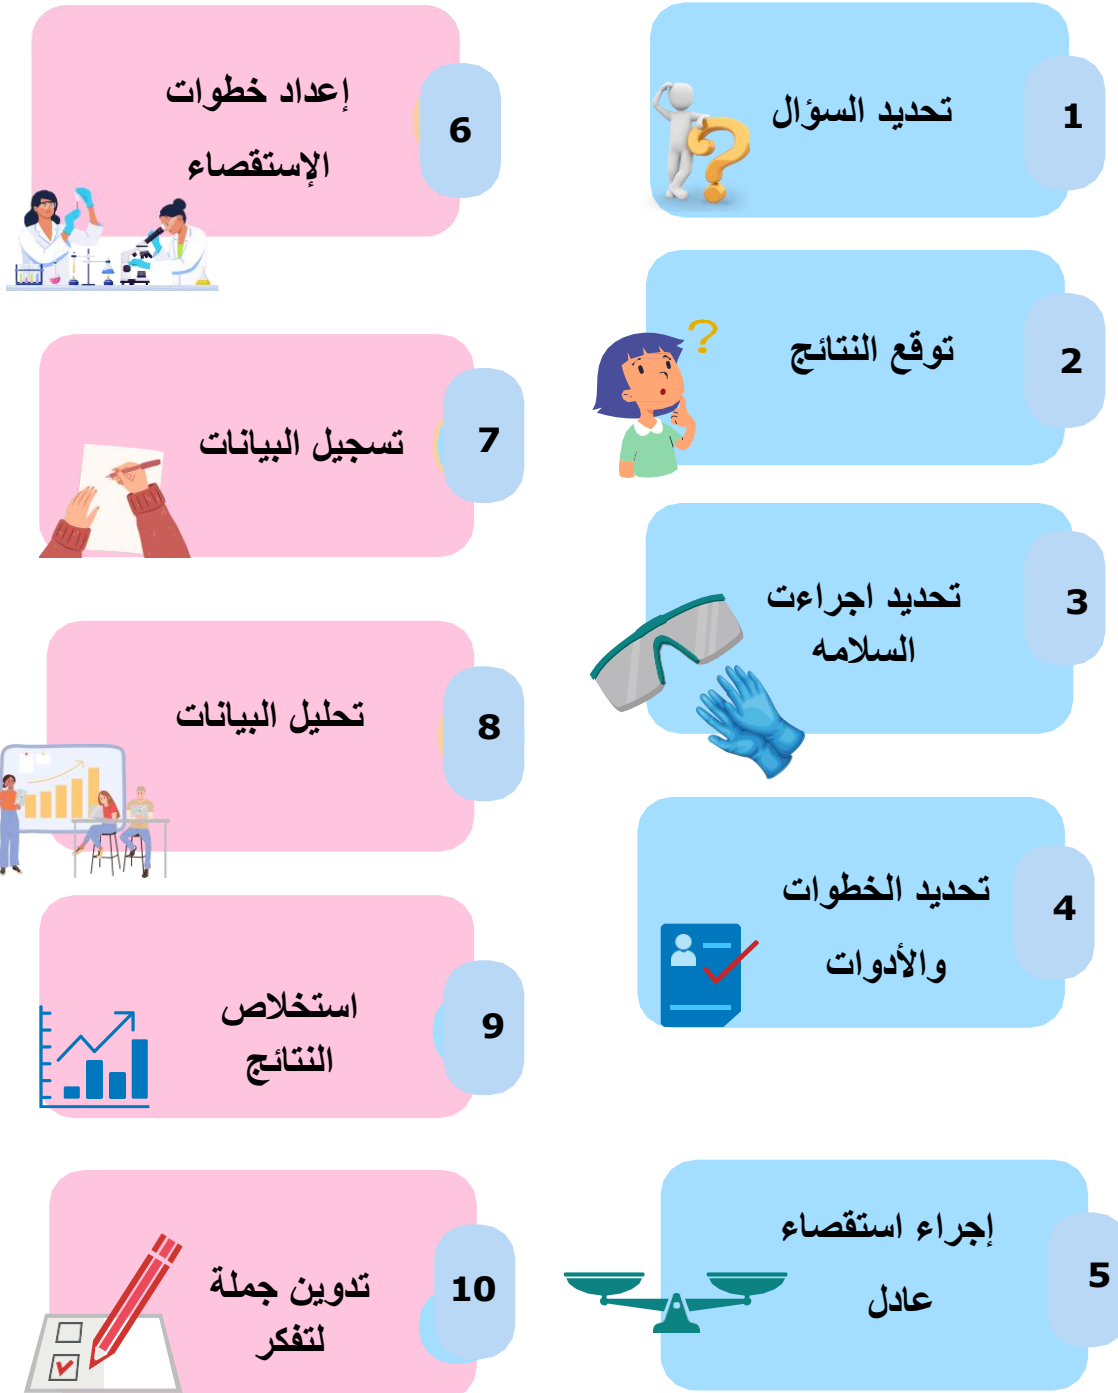 1
تحديد السؤال
2
توقع النتائج
3
تحديد اجراءت
السلامه
4
تحديد الخطوات
والأدوات
5
إجراء استقصاء
عادل
6
إعداد خطوات
الإستقصاء
7
تسجيل البيانات
8
تحليل البيانات
9
استخلاص
النتائج
10
تدوين جملة
لتفكر